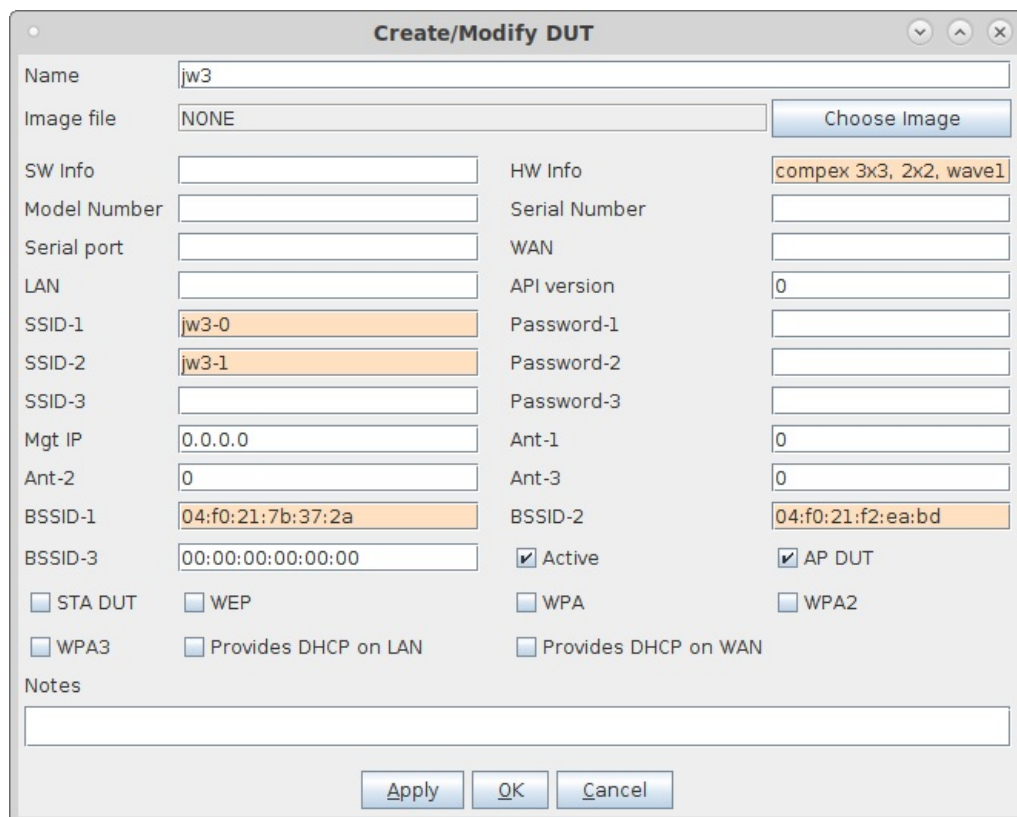 Create/Modify DUT
Name jw3
Image file NONE Choose Image
SW Info HW Info compex 3x3, 2x2, wave1
Model Number Serial Number
Serial port WAN
LAN API version 0
SSID-1 jw3-0 Password-1
SSID-2 jw3-1 Password-2
SSID-3 Password-3
Mgt IP 0.0.0.0 Ant-1 0
Ant-2 0 Ant-3 0
BSSID-1 04:f0:21:7b:37:2a BSSID-2 04:f0:21:f2:ea:bd
BSSID-3 00:00:00:00:00:00 Active AP DUT
STA DUT WEP WPA WPA2
WPA3 Provides DHCP on LAN Provides DHCP on WAN
Notes
Apply OK Cancel